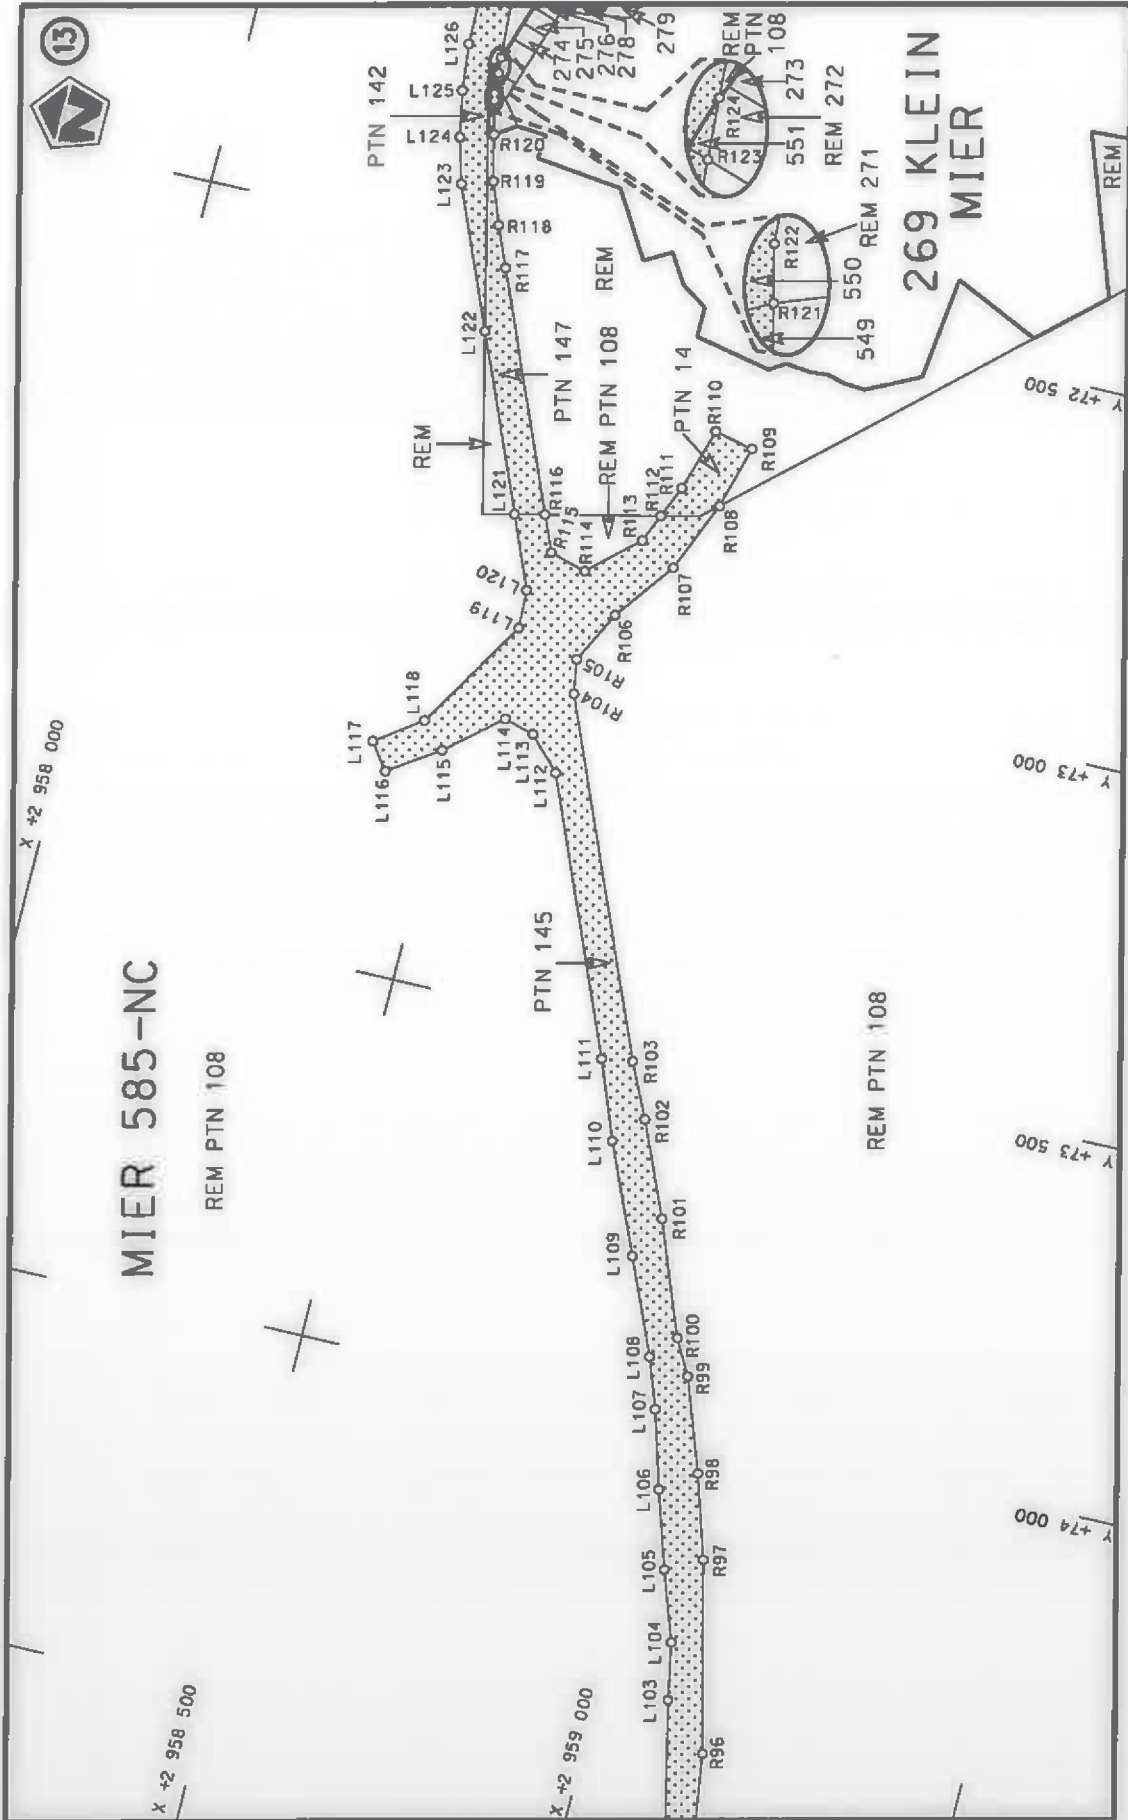 13
N
MIER 585-NC
REM PTN 108
X +2 958 000
X +2 958 500
X +2 959 000
L103
L104
L105
L106
L107
L108
L109
L110
L111
L112
L113
L114
L115
L116
L117
L118
L119
L120
L121
L122
L123
L124
L125
L126
PTN 145
REM
PTN 142
PTN 147
REM PTN 108
REM
PTN 14
R96
R97
R98
R99
R100
R101
R102
R103
R104
R105
R106
R107
R108
R109
R110
R111
R112
R113
R114
R115
R116
R117
R118
R119
R120
274
275
276
278
279
REM
PTN
108
R124
R123
273
551
REM 272
R122
R121
REM 271
550
549
269 KLEIN
MIER
REM
REM PTN 108
Y +72 500
Y +73 000
Y +73 500
Y +74 000